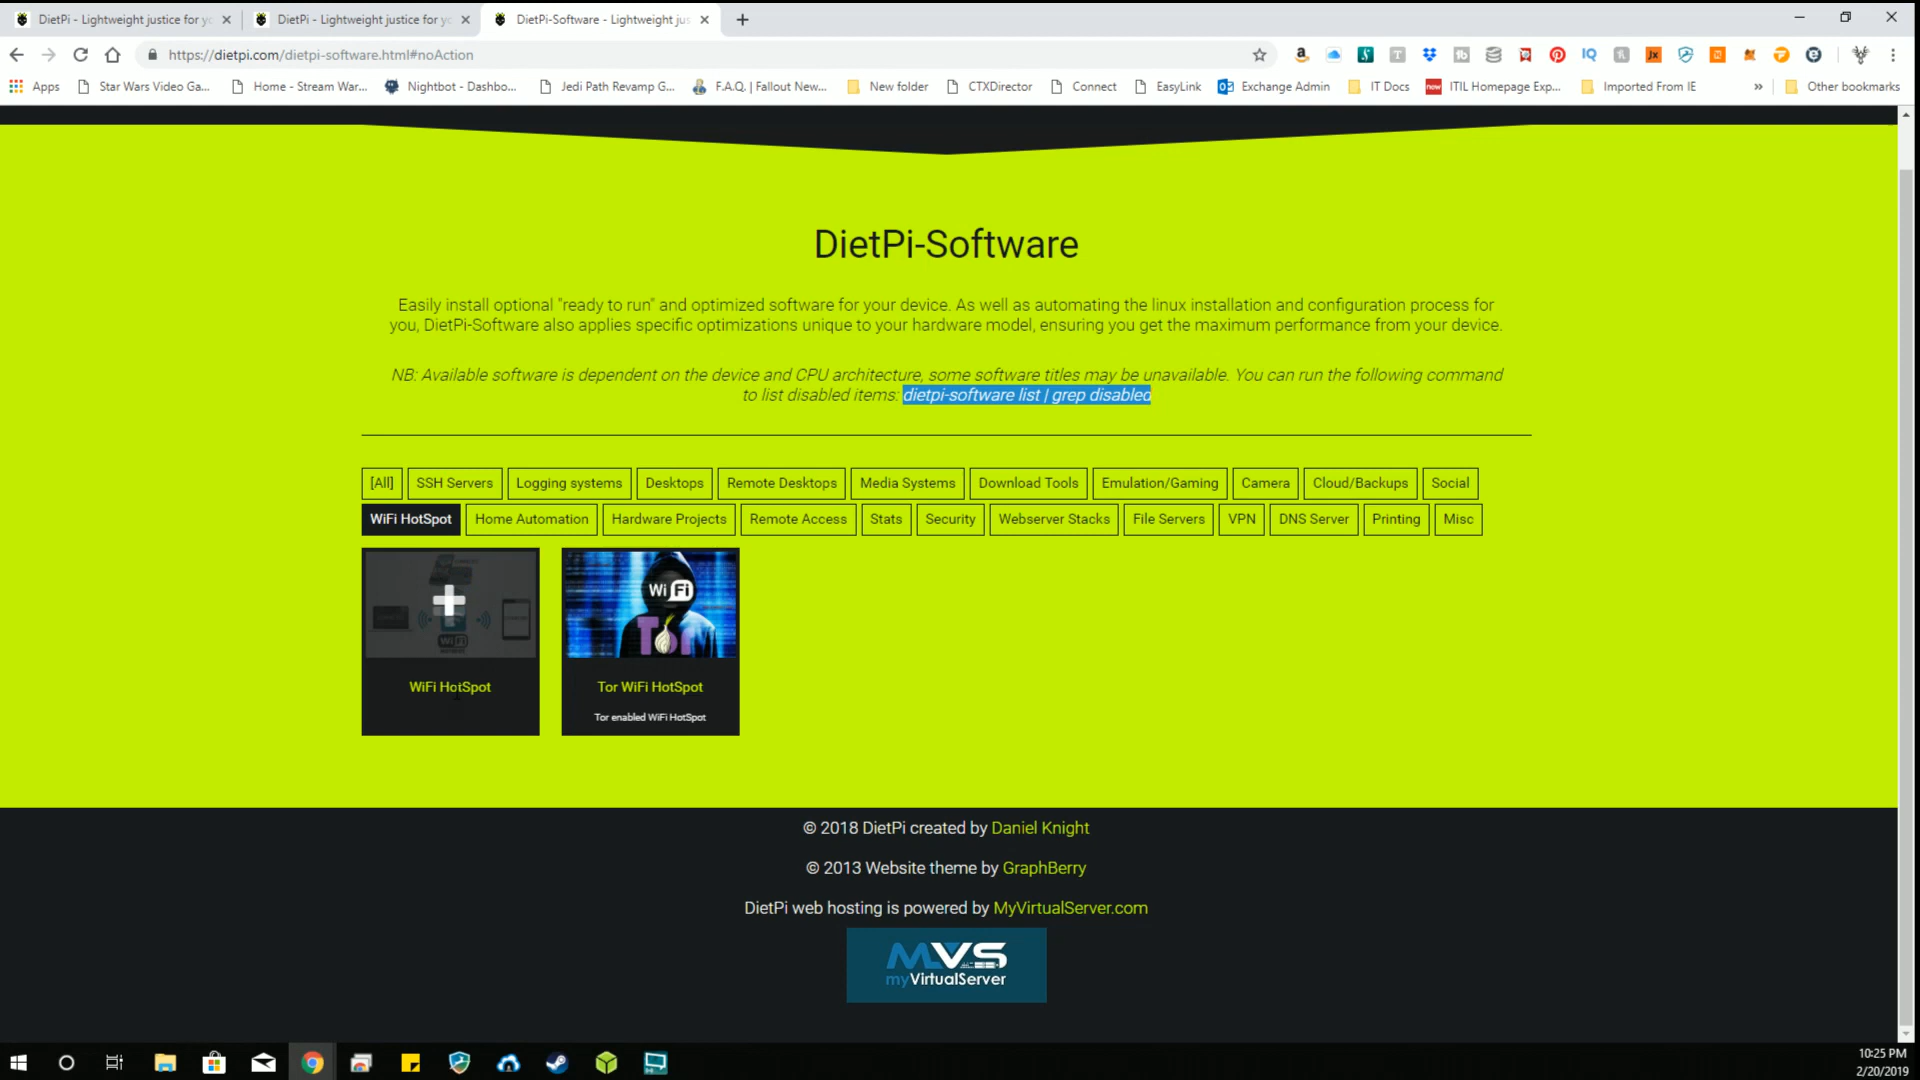 DietPi - Lightweight justice for yo
DietPi - Lightweight justice for yo
DietPi-Software - Lightweight jus
https://dietpi.com/dietpi-software.html#noAction
Apps
Star Wars Video Ga...
Home - Stream War...
Nightbot - Dashbo...
Jedi Path Revamp G...
F.A.Q. | Fallout New...
New folder
CTXDirector
Connect
EasyLink
Exchange Admin
IT Docs
ITIL Homepage Exp...
Imported From IE
»
Other bookmarks
DietPi-Software
Easily install optional "ready to run" and optimized software for your device. As well as automating the linux installation and configuration process for
you, DietPi-Software also applies specific optimizations unique to your hardware model, ensuring you get the maximum performance from your device.
NB: Available software is dependent on the device and CPU architecture, some software titles may be unavailable. You can run the following command
to list disabled items: dietpi-software list | grep disabled
[All]
SSH Servers
Logging systems
Desktops
Remote Desktops
Media Systems
Download Tools
Emulation/Gaming
Camera
Cloud/Backups
Social
WiFi HotSpot
Home Automation
Hardware Projects
Remote Access
Stats
Security
Webserver Stacks
File Servers
VPN
DNS Server
Printing
Misc
WiFi
WiFi HotSpot
WiFi
Tor
Tor WiFi HotSpot
Tor enabled WiFi HotSpot
© 2018 DietPi created by Daniel Knight
© 2013 Website theme by GraphBerry
DietPi web hosting is powered by MyVirtualServer.com
MVS
myVirtualServer
10:25 PM
2/20/2019